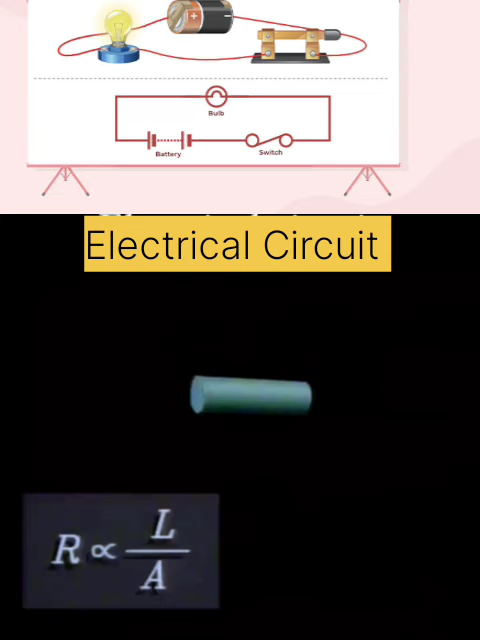 Bulb
Battery
Switch
Electrical Circuit
R ∝ L/A